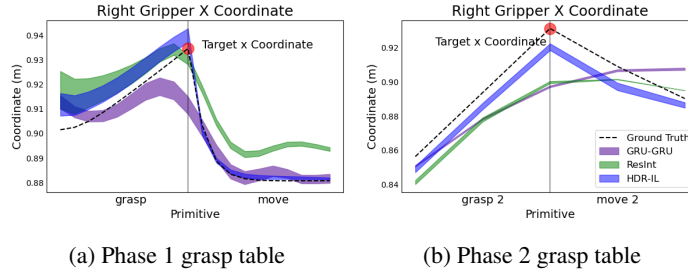 Right Gripper X Coordinate
0.94
0.93
0.92
0.91
0.90
0.89
0.88
Coordinate (m)
Target x Coordinate
grasp
move
Primitive
(a) Phase 1 grasp table
Right Gripper X Coordinate
0.92
0.90
0.88
0.86
0.84
Coordinate (m)
Target x Coordinate
Ground Truth
GRU-GRU
ResInt
HDR-IL
grasp 2
move 2
Primitive
(b) Phase 2 grasp table